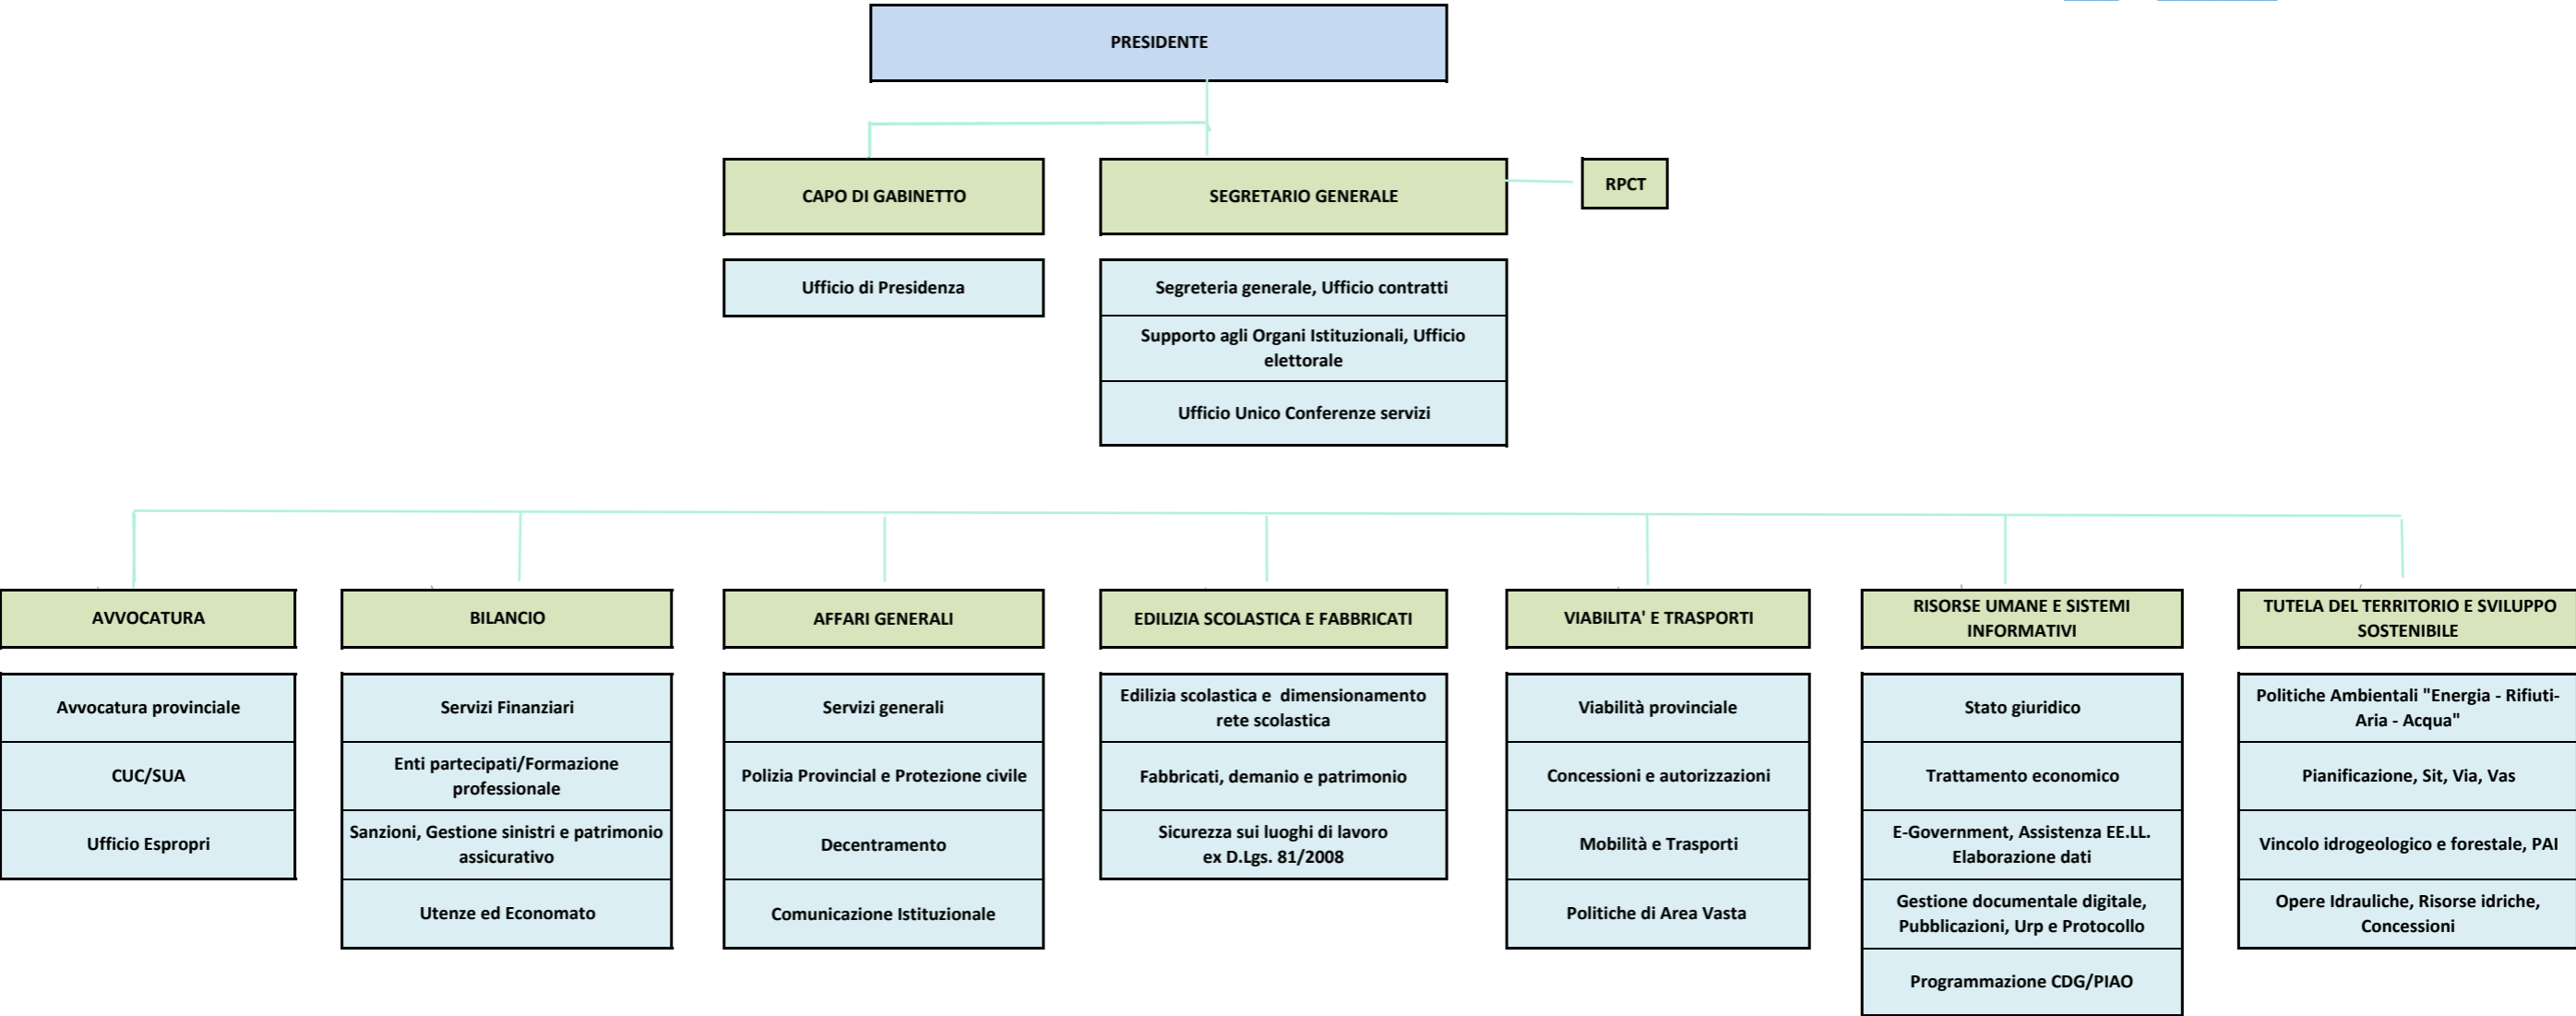 PRESIDENTE
CAPO DI GABINETTO
SEGRETARIO GENERALE
RPCT
Ufficio di Presidenza
Segreteria generale, Ufficio contratti
Supporto agli Organi Istituzionali, Ufficio
elettorale
Ufficio Unico Conferenze servizi
AVVOCATURA
Avvocatura provinciale
CUC/SUA
Ufficio Espropri
BILANCIO
Servizi Finanziari
Enti partecipati/Formazione
professionale
Sanzioni, Gestione sinistri e patrimonio
assicurativo
Utenze ed Economato
AFFARI GENERALI
Servizi generali
Polizia Provincial e Protezione civile
Decentramento
Comunicazione Istituzionale
EDILIZIA SCOLASTICA E FABBRICATI
Edilizia scolastica e  dimensionamento
rete scolastica
Fabbricati, demanio e patrimonio
Sicurezza sui luoghi di lavoro
ex D.Lgs. 81/2008
VIABILITA' E TRASPORTI
Viabilità provinciale
Concessioni e autorizzazioni
Mobilità e Trasporti
Politiche di Area Vasta
RISORSE UMANE E SISTEMI
INFORMATIVI
Stato giuridico
Trattamento economico
E-Government, Assistenza EE.LL.
Elaborazione dati
Gestione documentale digitale,
Pubblicazioni, Urp e Protocollo
Programmazione CDG/PIAO
TUTELA DEL TERRITORIO E SVILUPPO
SOSTENIBILE
Politiche Ambientali "Energia - Rifiuti-
Aria - Acqua"
Pianificazione, Sit, Via, Vas
Vincolo idrogeologico e forestale, PAI
Opere Idrauliche, Risorse idriche,
Concessioni